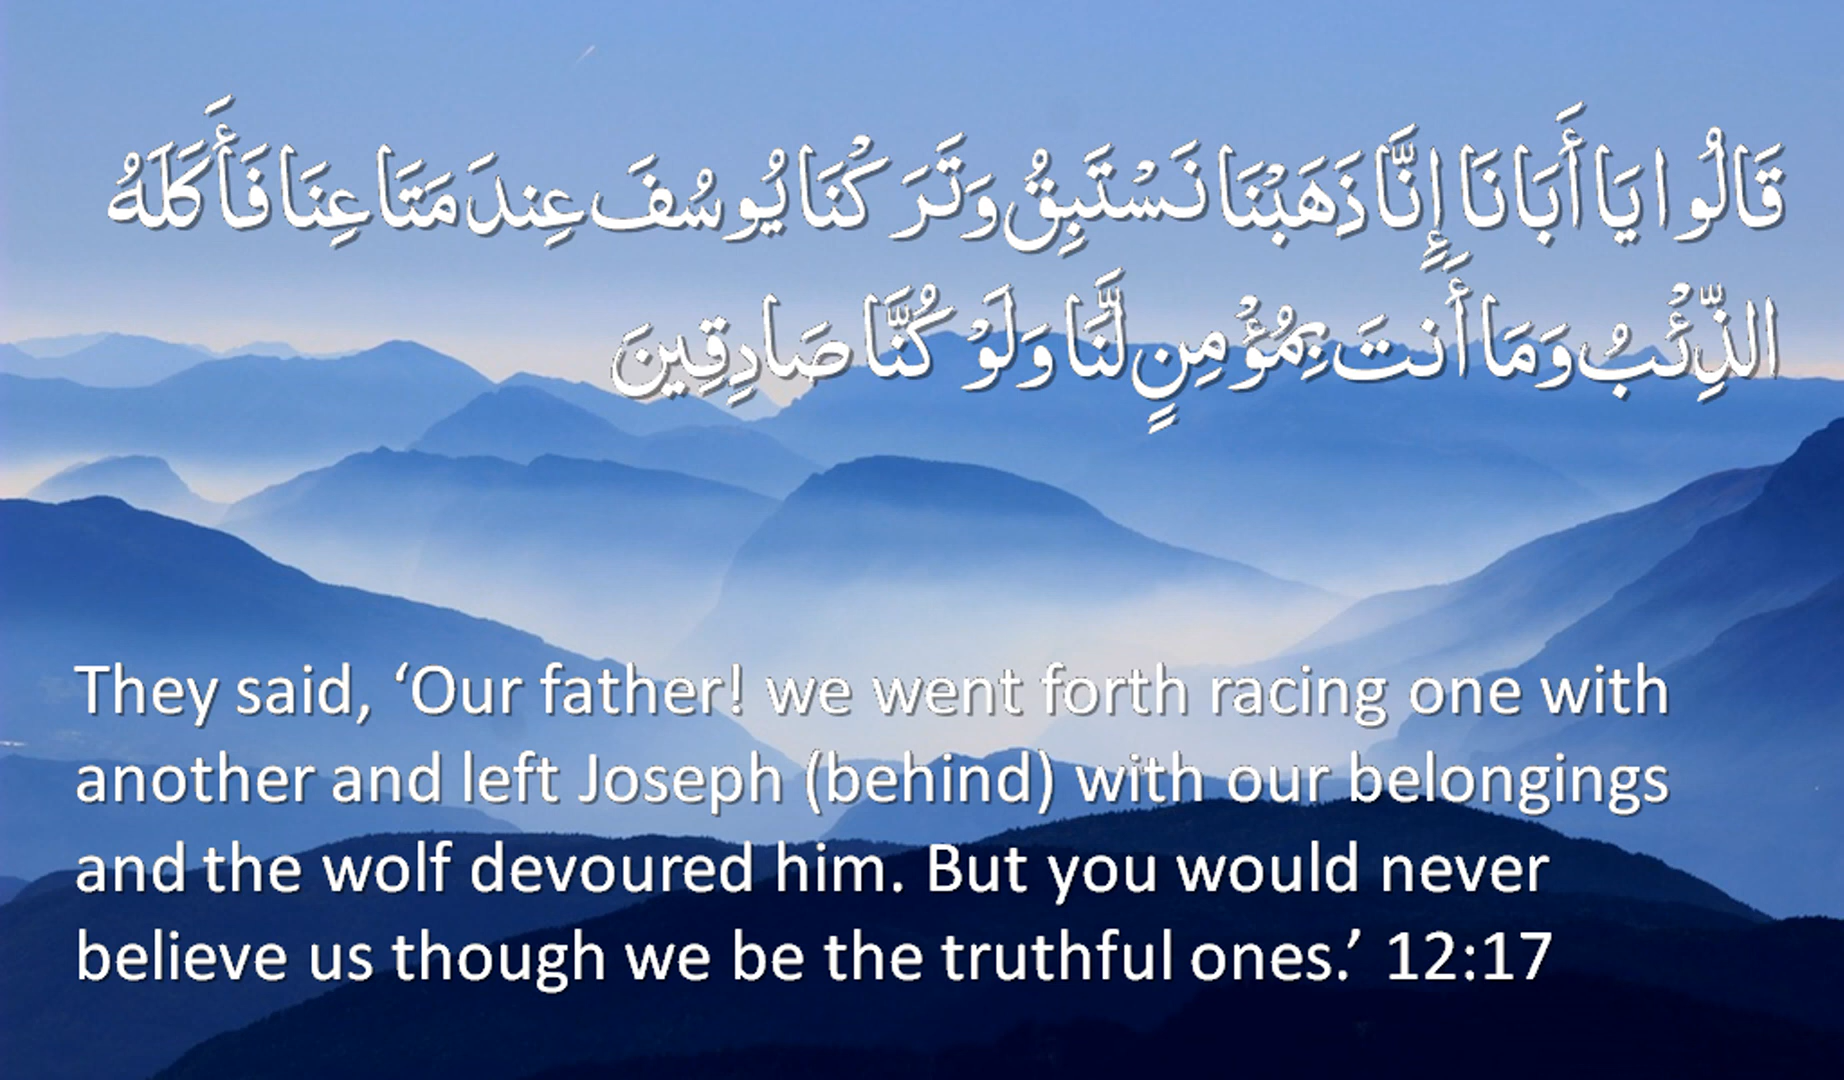 قَالُوا يَا أَبَانَا إِنَّا ذَهَبْنَا نَسْتَبِقُ وَتَرَكْنَا يُوسُفَ عِندَ مَتَاعِنَا فَأَكَلَهُ
الذِّئْبُ وَمَا أَنتَ بِمُؤْمِنٍ لَّنَا وَلَوْ كُنَّا صَادِقِينَ
They said, ‘Our father! we went forth racing one with
another and left Joseph (behind) with our belongings
and the wolf devoured him. But you would never
believe us though we be the truthful ones.’ 12:17